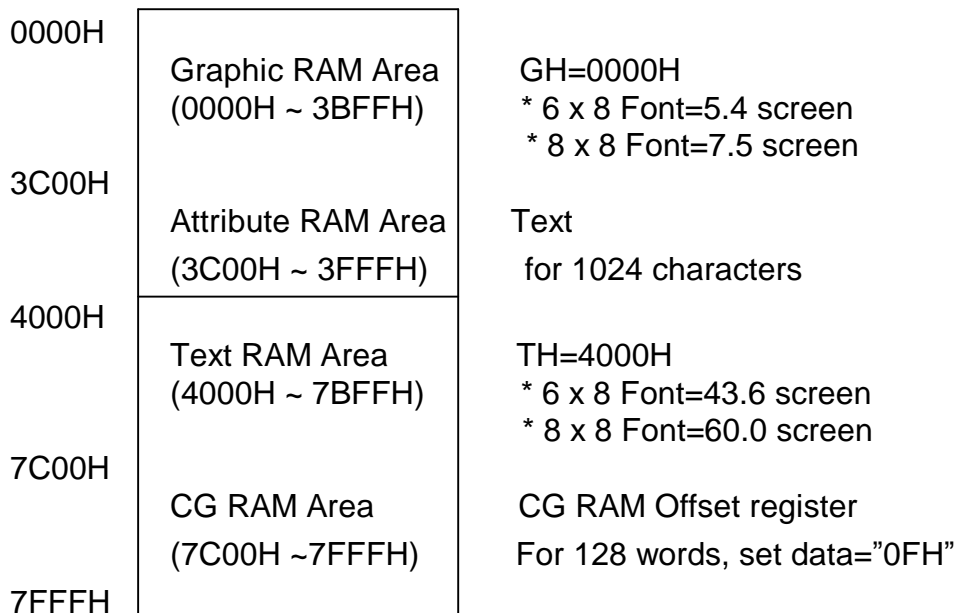 0000H
Graphic RAM Area GH=0000H
(0000H ~ 3BFFH) * 6 x 8 Font=5.4 screen
* 8 x 8 Font=7.5 screen
3C00H
Attribute RAM Area Text
(3C00H ~ 3FFFH) for 1024 characters
4000H
Text RAM Area TH=4000H
(4000H ~ 7BFFH) * 6 x 8 Font=43.6 screen
* 8 x 8 Font=60.0 screen
7C00H
CG RAM Area CG RAM Offset register
(7C00H ~7FFFH) For 128 words, set data=”0FH”
7FFFH